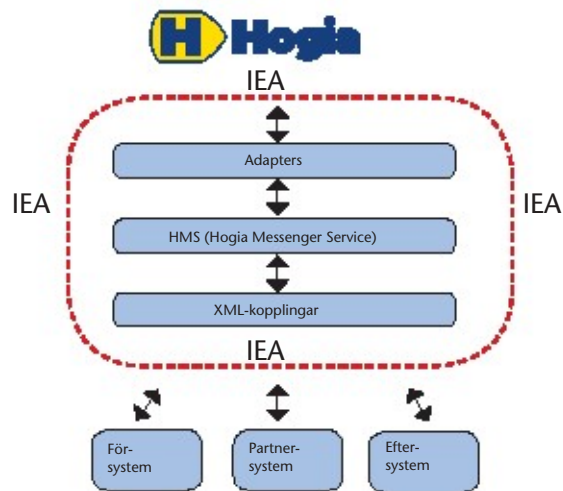 H Hogia
IEA
Adapters
IEA
IEA
HMS (Hogia Messenger Service)
XML-kopplingar
IEA
För-
system
Partner-
system
Efter-
system